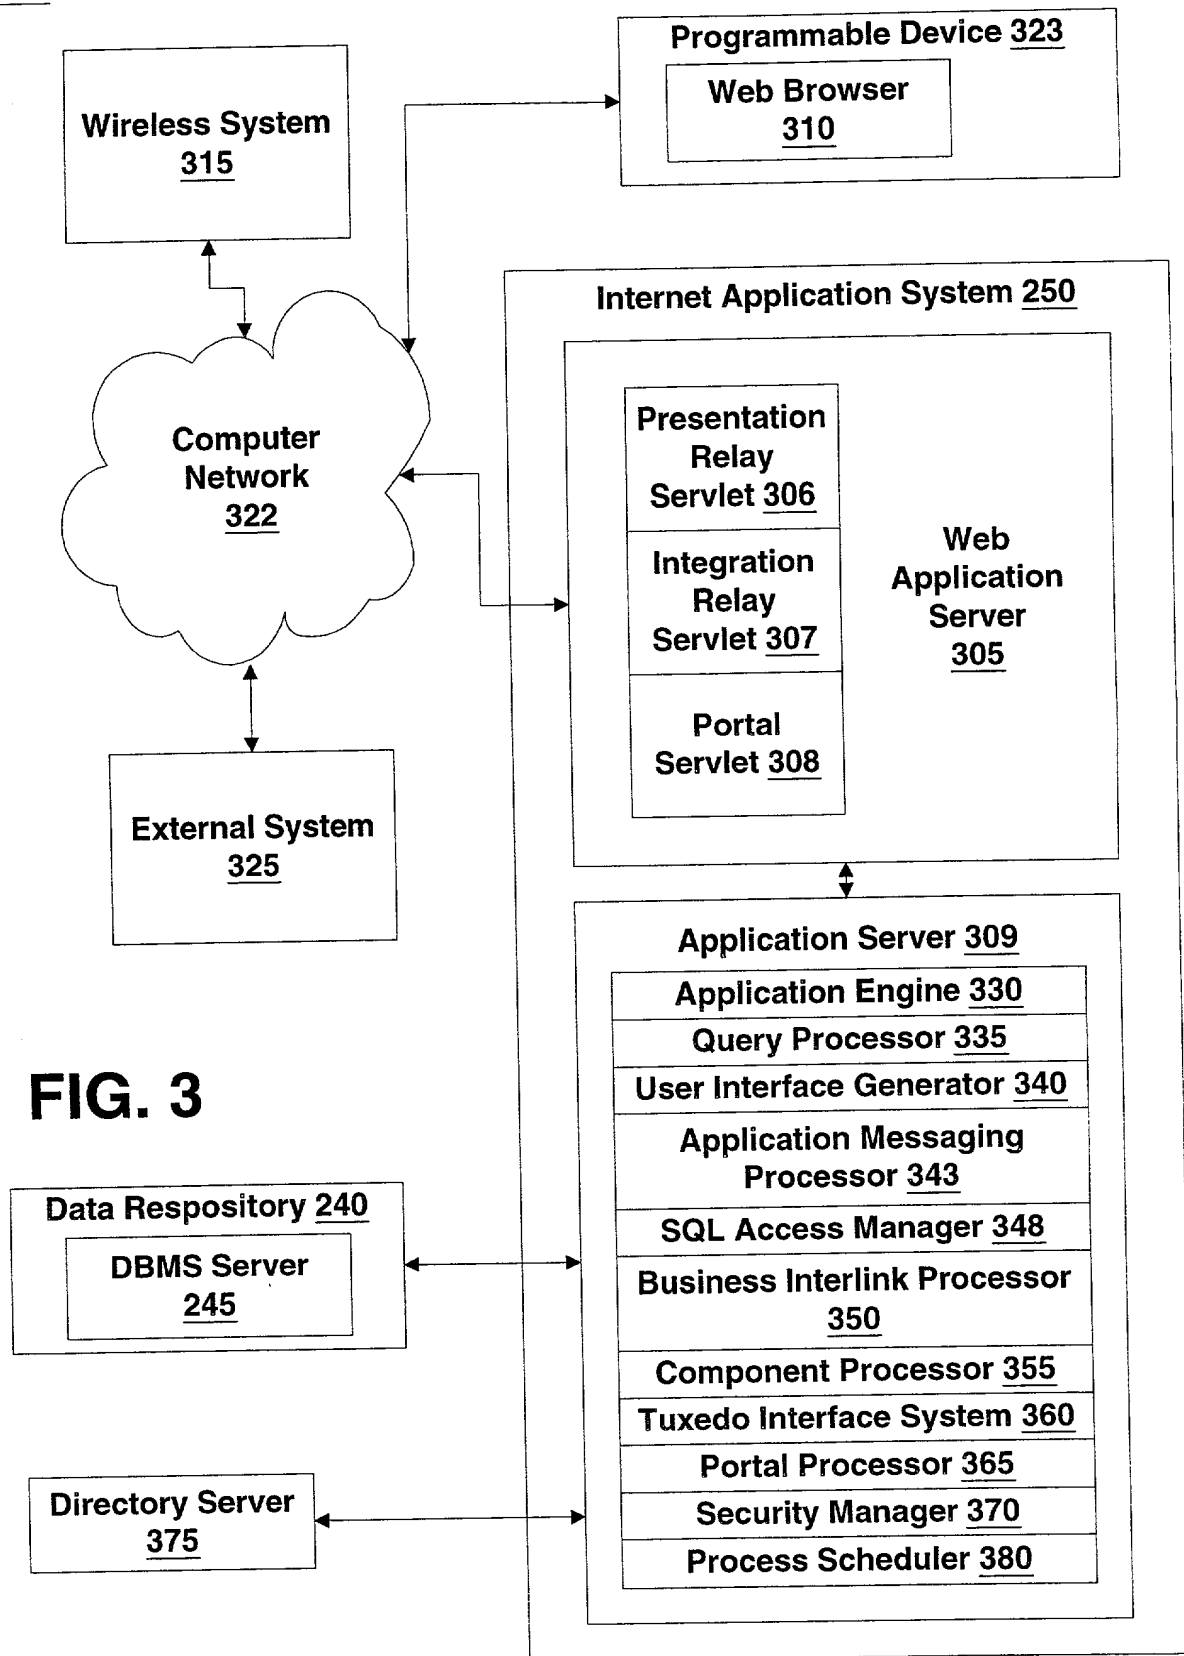 Programmable Device 323
Web Browser
310
Wireless System
315
Internet Application System 250
Presentation
Relay
Servlet 306
Integration
Relay
Servlet 307
Portal
Servlet 308
Web
Application
Server
305
Computer
Network
322
External System
325
Application Server 309
Application Engine 330
Query Processor 335
User Interface Generator 340
Application Messaging
Processor 343
SQL Access Manager 348
Business Interlink Processor
350
Component Processor 355
Tuxedo Interface System 360
Portal Processor 365
Security Manager 370
Process Scheduler 380
FIG. 3
Data Respository 240
DBMS Server
245
Directory Server
375